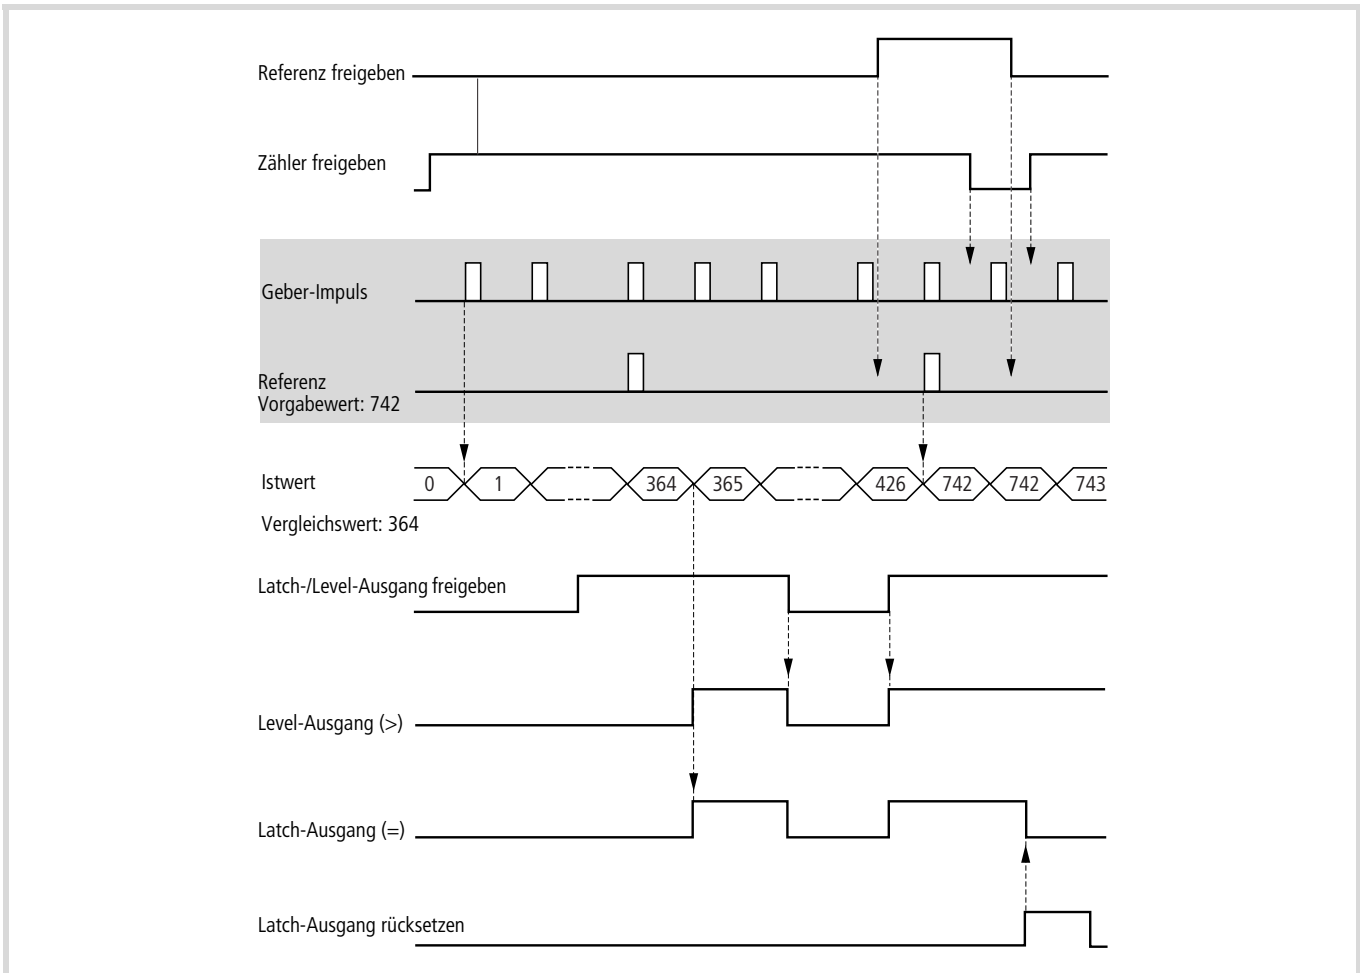 Referenz freigeben
Zähler freigeben
Geber-Impuls
Referenz
Vorgabewert: 742
Istwert 0 1 364 365 426 742 742 743
Vergleichswert: 364
Latch-/Level-Ausgang freigeben
Level-Ausgang (>)
Latch-Ausgang (=)
Latch-Ausgang rücksetzen